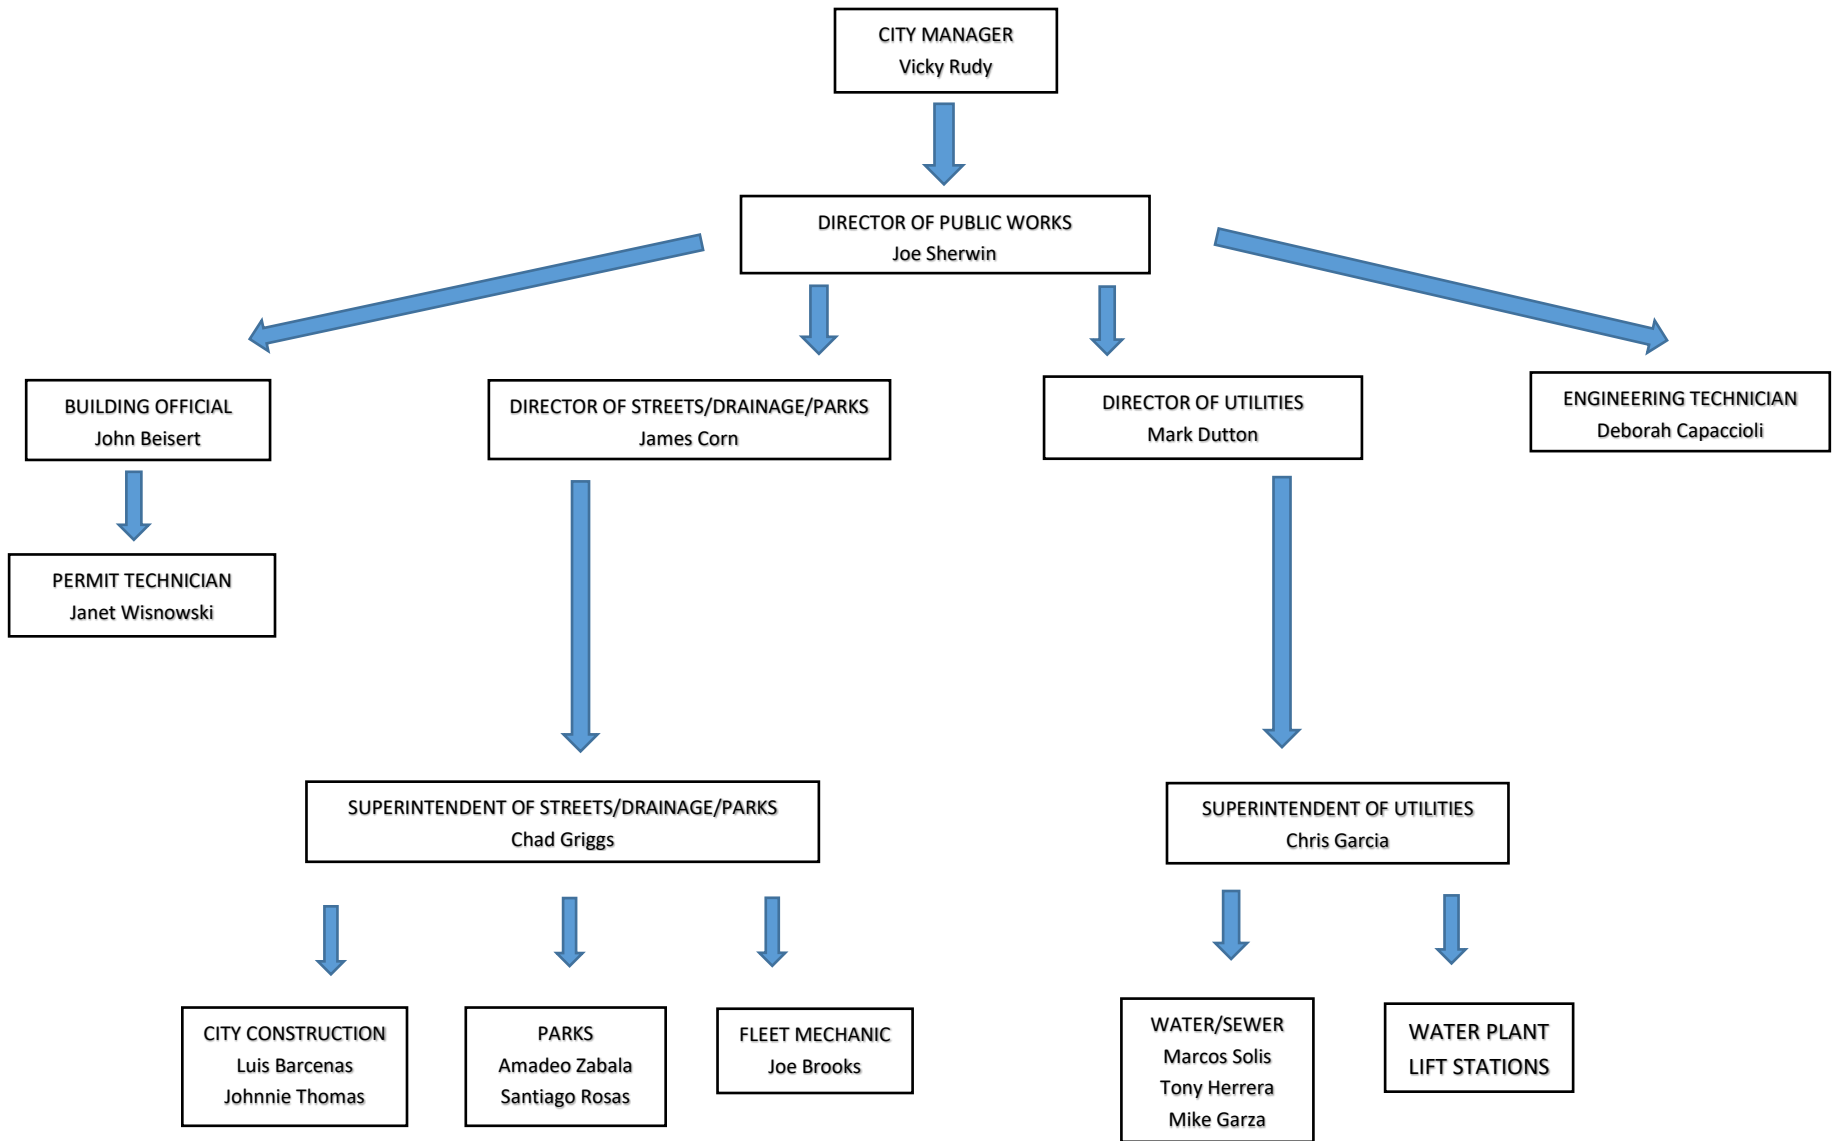 CITY MANAGER
Vicky Rudy
DIRECTOR OF PUBLIC WORKS
Joe Sherwin
BUILDING OFFICIAL
John Beisert
DIRECTOR OF STREETS/DRAINAGE/PARKS
James Corn
DIRECTOR OF UTILITIES
Mark Dutton
ENGINEERING TECHNICIAN
Deborah Capaccioli
PERMIT TECHNICIAN
Janet Wisnowski
SUPERINTENDENT OF STREETS/DRAINAGE/PARKS
Chad Griggs
SUPERINTENDENT OF UTILITIES
Chris Garcia
CITY CONSTRUCTION
Luis Barcenas
Johnnie Thomas
PARKS
Amadeo Zabala
Santiago Rosas
FLEET MECHANIC
Joe Brooks
WATER/SEWER
Marcos Solis
Tony Herrera
Mike Garza
WATER PLANT
LIFT STATIONS